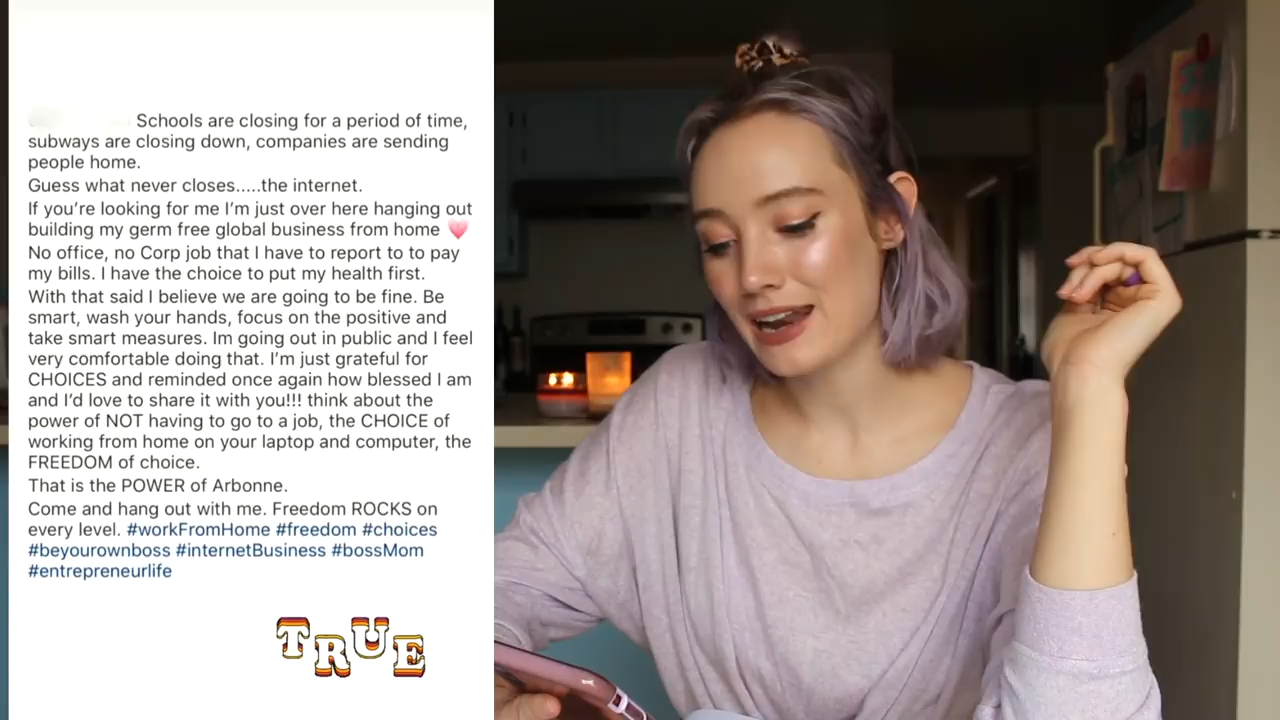 Schools are closing for a period of time,
subways are closing down, companies are sending
people home.
Guess what never closes.....the internet.
If you're looking for me I'm just over here hanging out
building my germ free global business from home
No office, no Corp job that I have to report to to pay
my bills. I have the choice to put my health first.
With that said I believe we are going to be fine. Be
smart, wash your hands, focus on the positive and
take smart measures. Im going out in public and I feel
very comfortable doing that. I'm just grateful for
CHOICES and reminded once again how blessed I am
and I'd love to share it with you!!! think about the
power of NOT having to go to a job, the CHOICE of
working from home on your laptop and computer, the
FREEDOM of choice.
That is the POWER of Arbonne.
Come and hang out with me. Freedom ROCKS on
every level. #workFromHome #freedom #choices
#beyourownboss #internetBusiness #bossMom
#entrepreneurlife
TRUE